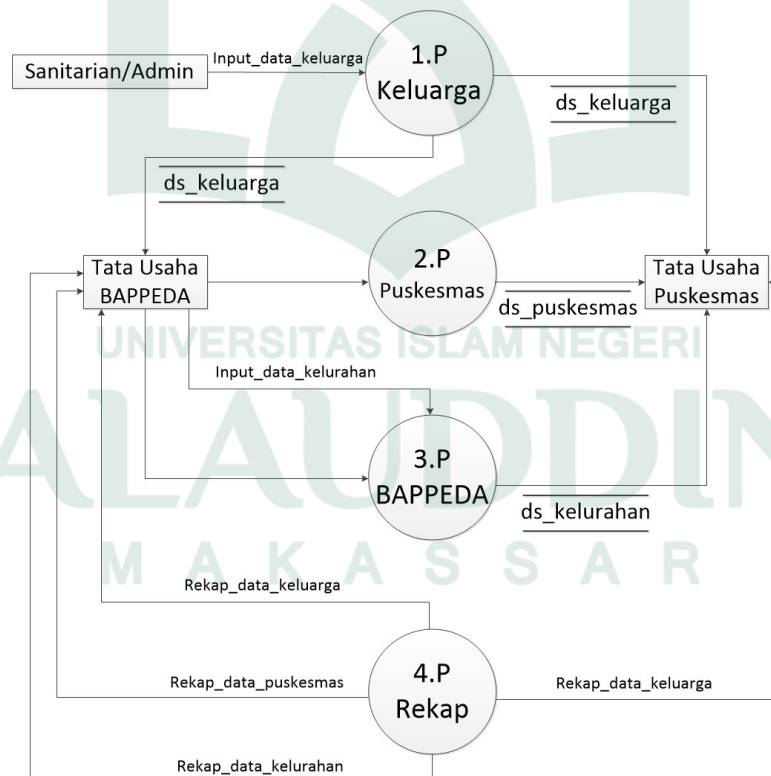 1.P
Keluarga
Input_data_keluarga
Sanitarian/Admin
ds_keluarga
ds_keluarga
Tata Usaha
BAPPEDA
2.P
Puskesmas
ds_puskesmas
Tata Usaha
Puskesmas
UNIVERSITAS ISLAM NEGERI
Input_data_kelurahan
ALAUDDIN
3.P
BAPPEDA
ds_kelurahan
MAKASSAR
Rekap_data_keluarga
4.P
Rekap
Rekap_data_puskesmas
Rekap_data_keluarga
Rekap_data_kelurahan